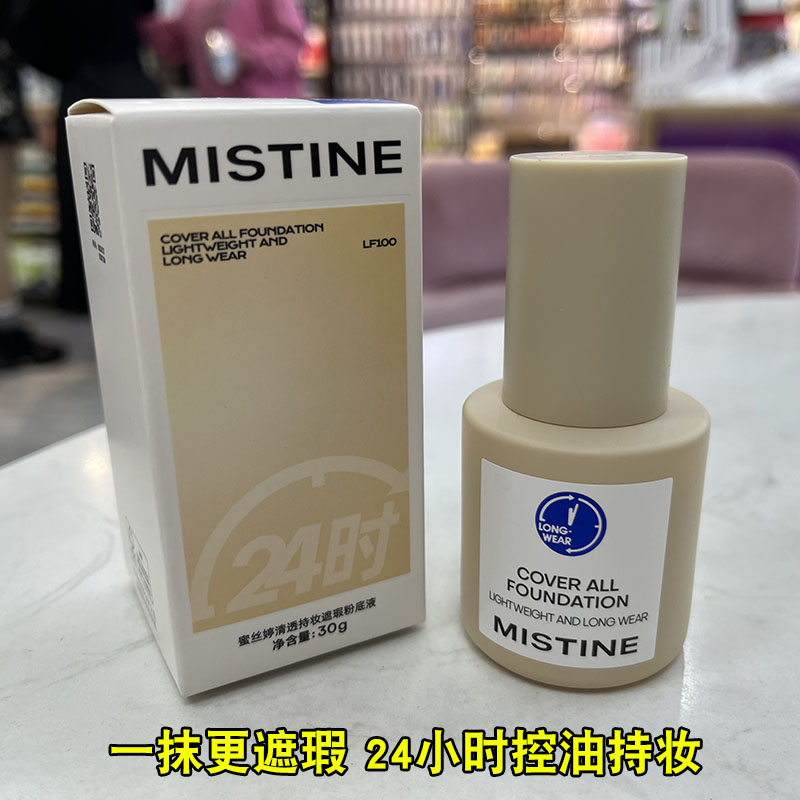 MISTINE
COVER ALL FOUNDATION
LIGHTWEIGHT AND
LONG WEAR
LF100
24时
蜜丝婷清透持妆遮瑕粉底液
净含量:30g
LONG-
WEAR
COVER ALL
FOUNDATION
LIGHTWEIGHT AND LONG WEAR
MISTINE
一抹更遮瑕 24小时控油持妆